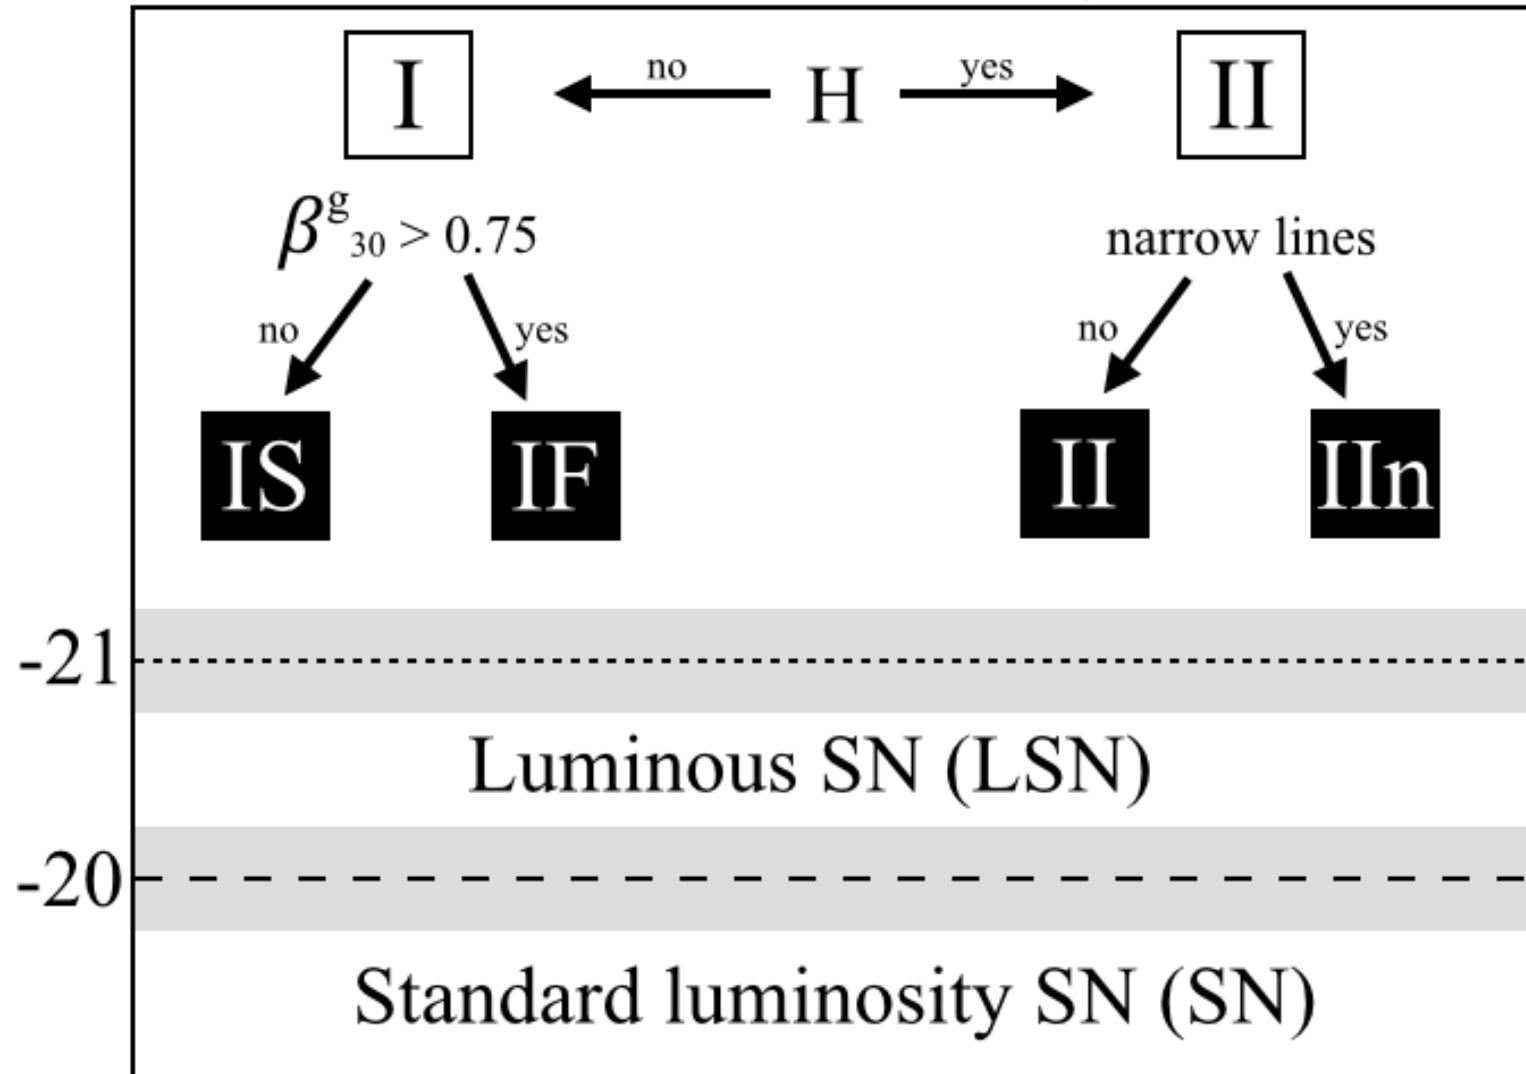 I no H yes II
β^g_30 > 0.75 narrow lines
no yes no yes
IS IF II IIn
-21
Luminous SN (LSN)
-20
Standard luminosity SN (SN)